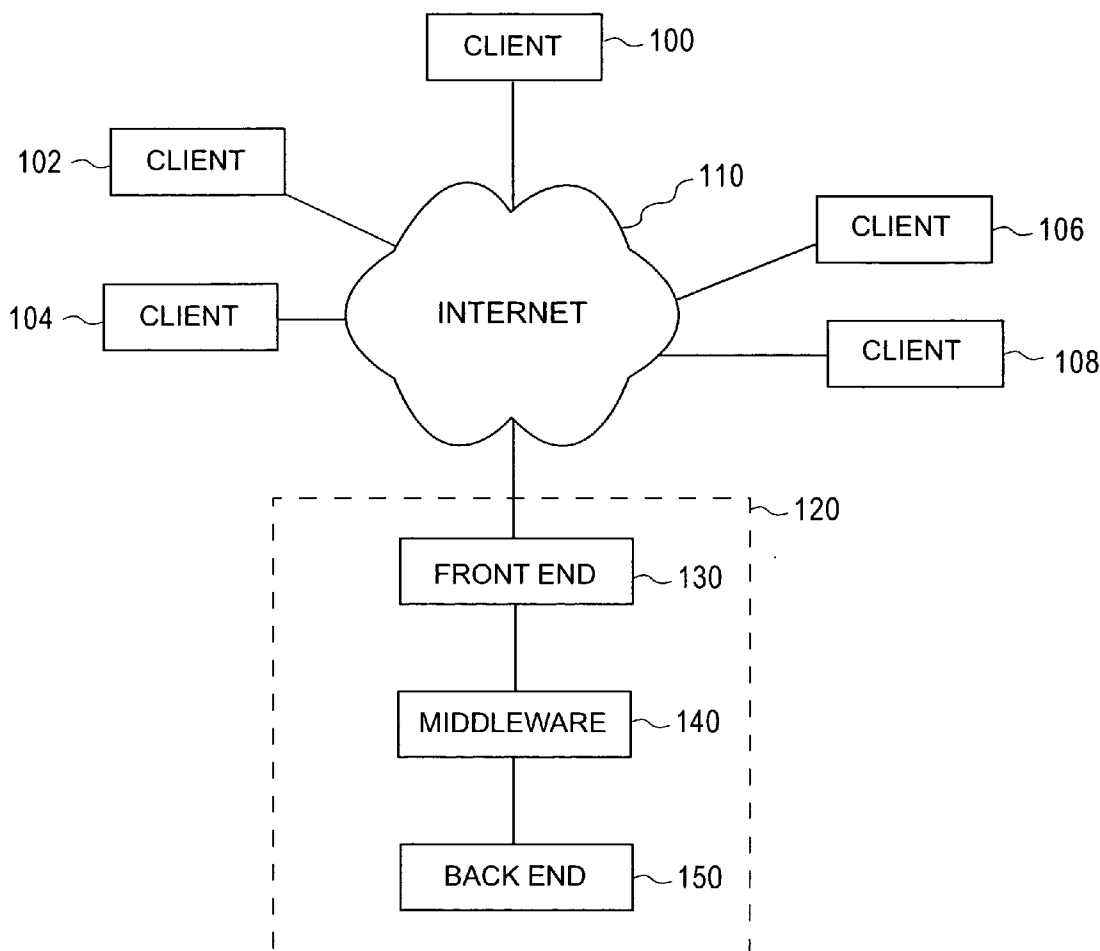 CLIENT 100
102 CLIENT
110
CLIENT 106
104 CLIENT
INTERNET
CLIENT 108
120
FRONT END 130
MIDDLEWARE 140
BACK END 150